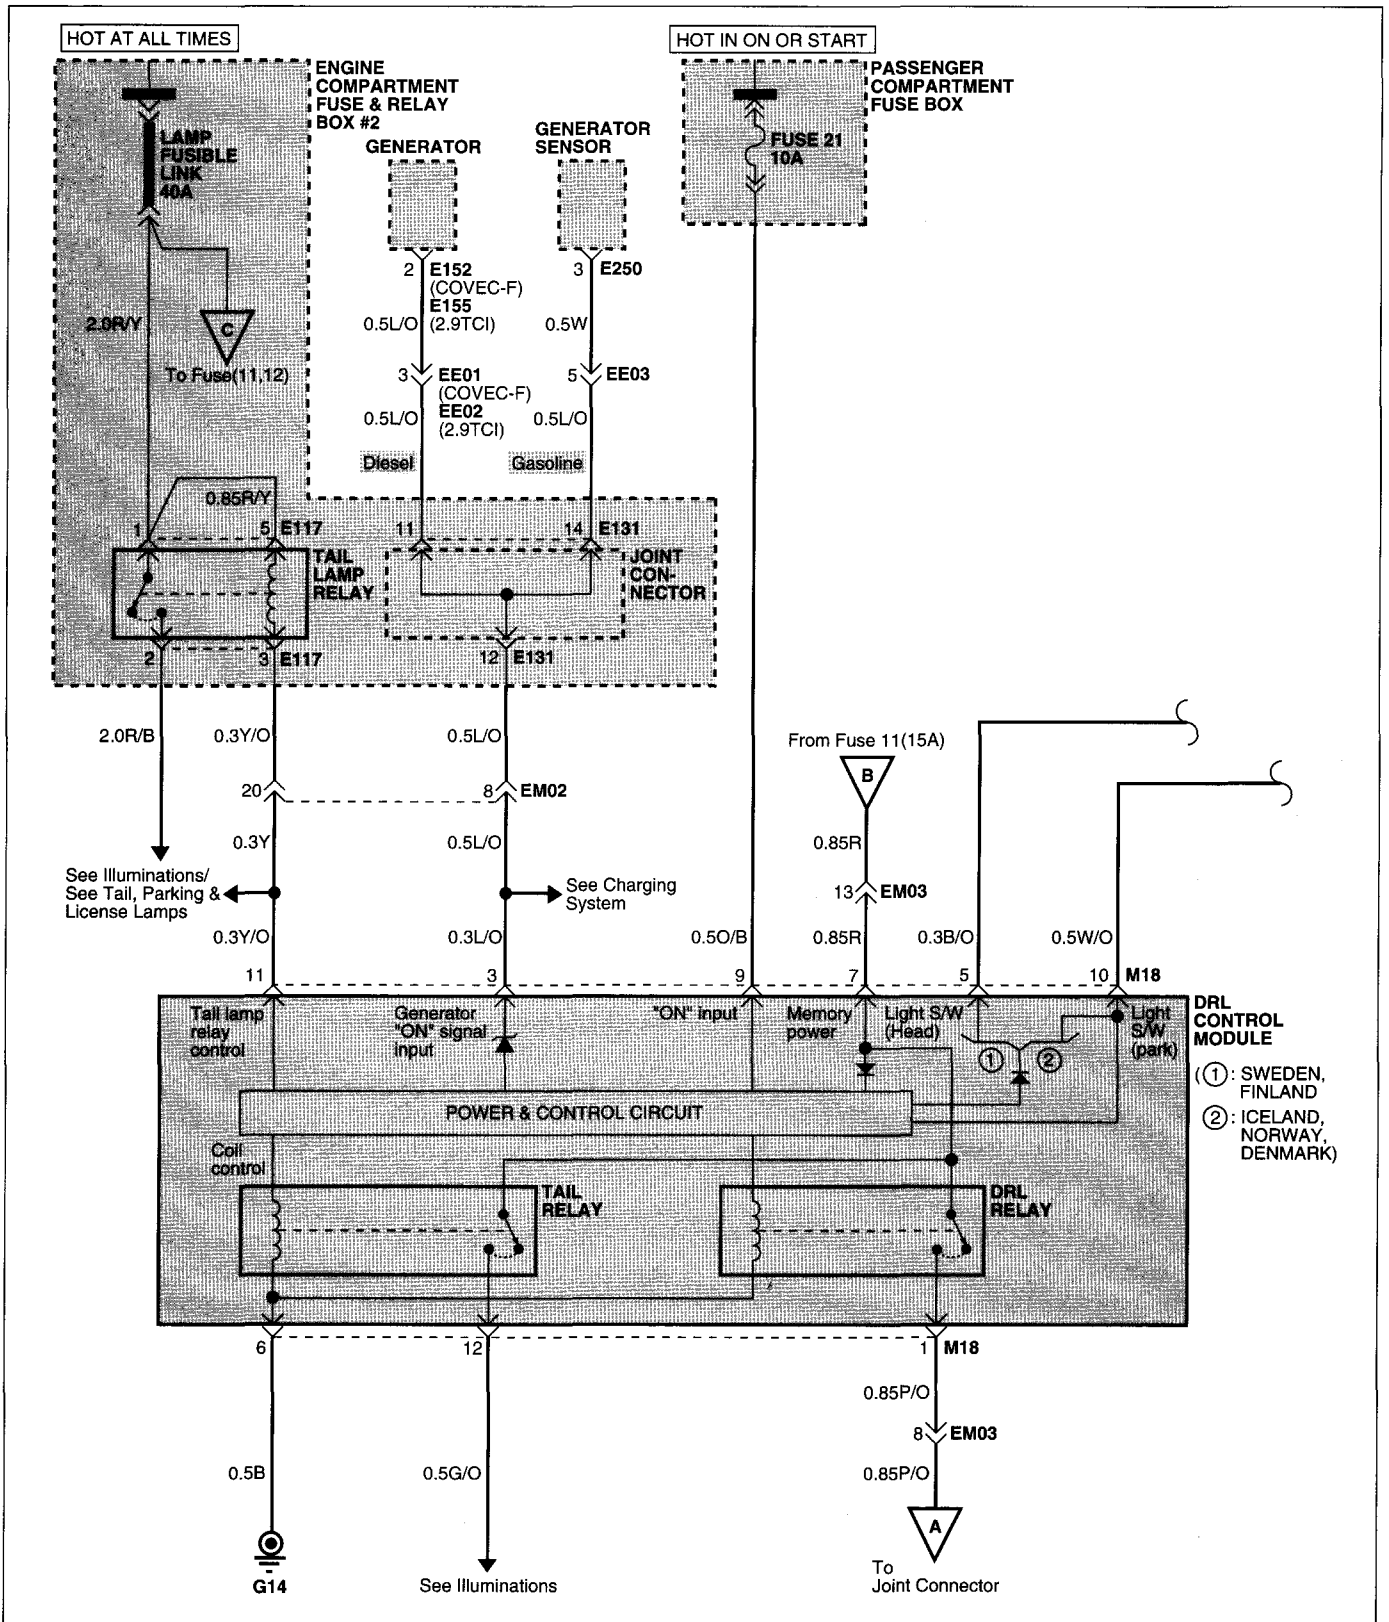 HOT AT ALL TIMES
HOT IN ON OR START
ENGINE
COMPARTMENT
FUSE & RELAY
BOX #2
PASSENGER
COMPARTMENT
FUSE BOX
LAMP
FUSIBLE
LINK
40A
GENERATOR
GENERATOR
SENSOR
FUSE 21
10A
2 E152
(COVEC-F)
E155
(2.9TCI)
3 E250
0.5L/O
0.5W
2.0R/Y
C
To Fuse(11,12)
3 EE01
(COVEC-F)
EE02
(2.9TCI)
5 EE03
0.5L/O
0.5L/O
Diesel
Gasoline
0.85R/Y
1
5 E117
11
14 E131
TAIL
LAMP
RELAY
JOINT
CON-
NECTOR
2
3 E117
12 E131
2.0R/B
0.3Y/O
0.5L/O
From Fuse 11(15A)
B
20
8 EM02
0.3Y
0.5L/O
0.85R
See Illuminations/
See Tail, Parking &
License Lamps
See Charging
System
13 EM03
0.3Y/O
0.3L/O
0.5O/B
0.85R
0.3B/O
0.5W/O
11
3
9
7
5
10 M18
Tail lamp
relay
control
Generator
"ON" signal
input
"ON" input
Memory
power
Light S/W
(Head)
Light
S/W
(park)
DRL
CONTROL
MODULE
1
2
(1: SWEDEN,
FINLAND
2: ICELAND,
NORWAY,
DENMARK)
POWER & CONTROL CIRCUIT
Coil
control
TAIL
RELAY
DRL
RELAY
6
12
1 M18
0.85P/O
8 EM03
0.5B
0.5G/O
0.85P/O
A
G14
See Illuminations
To
Joint Connector